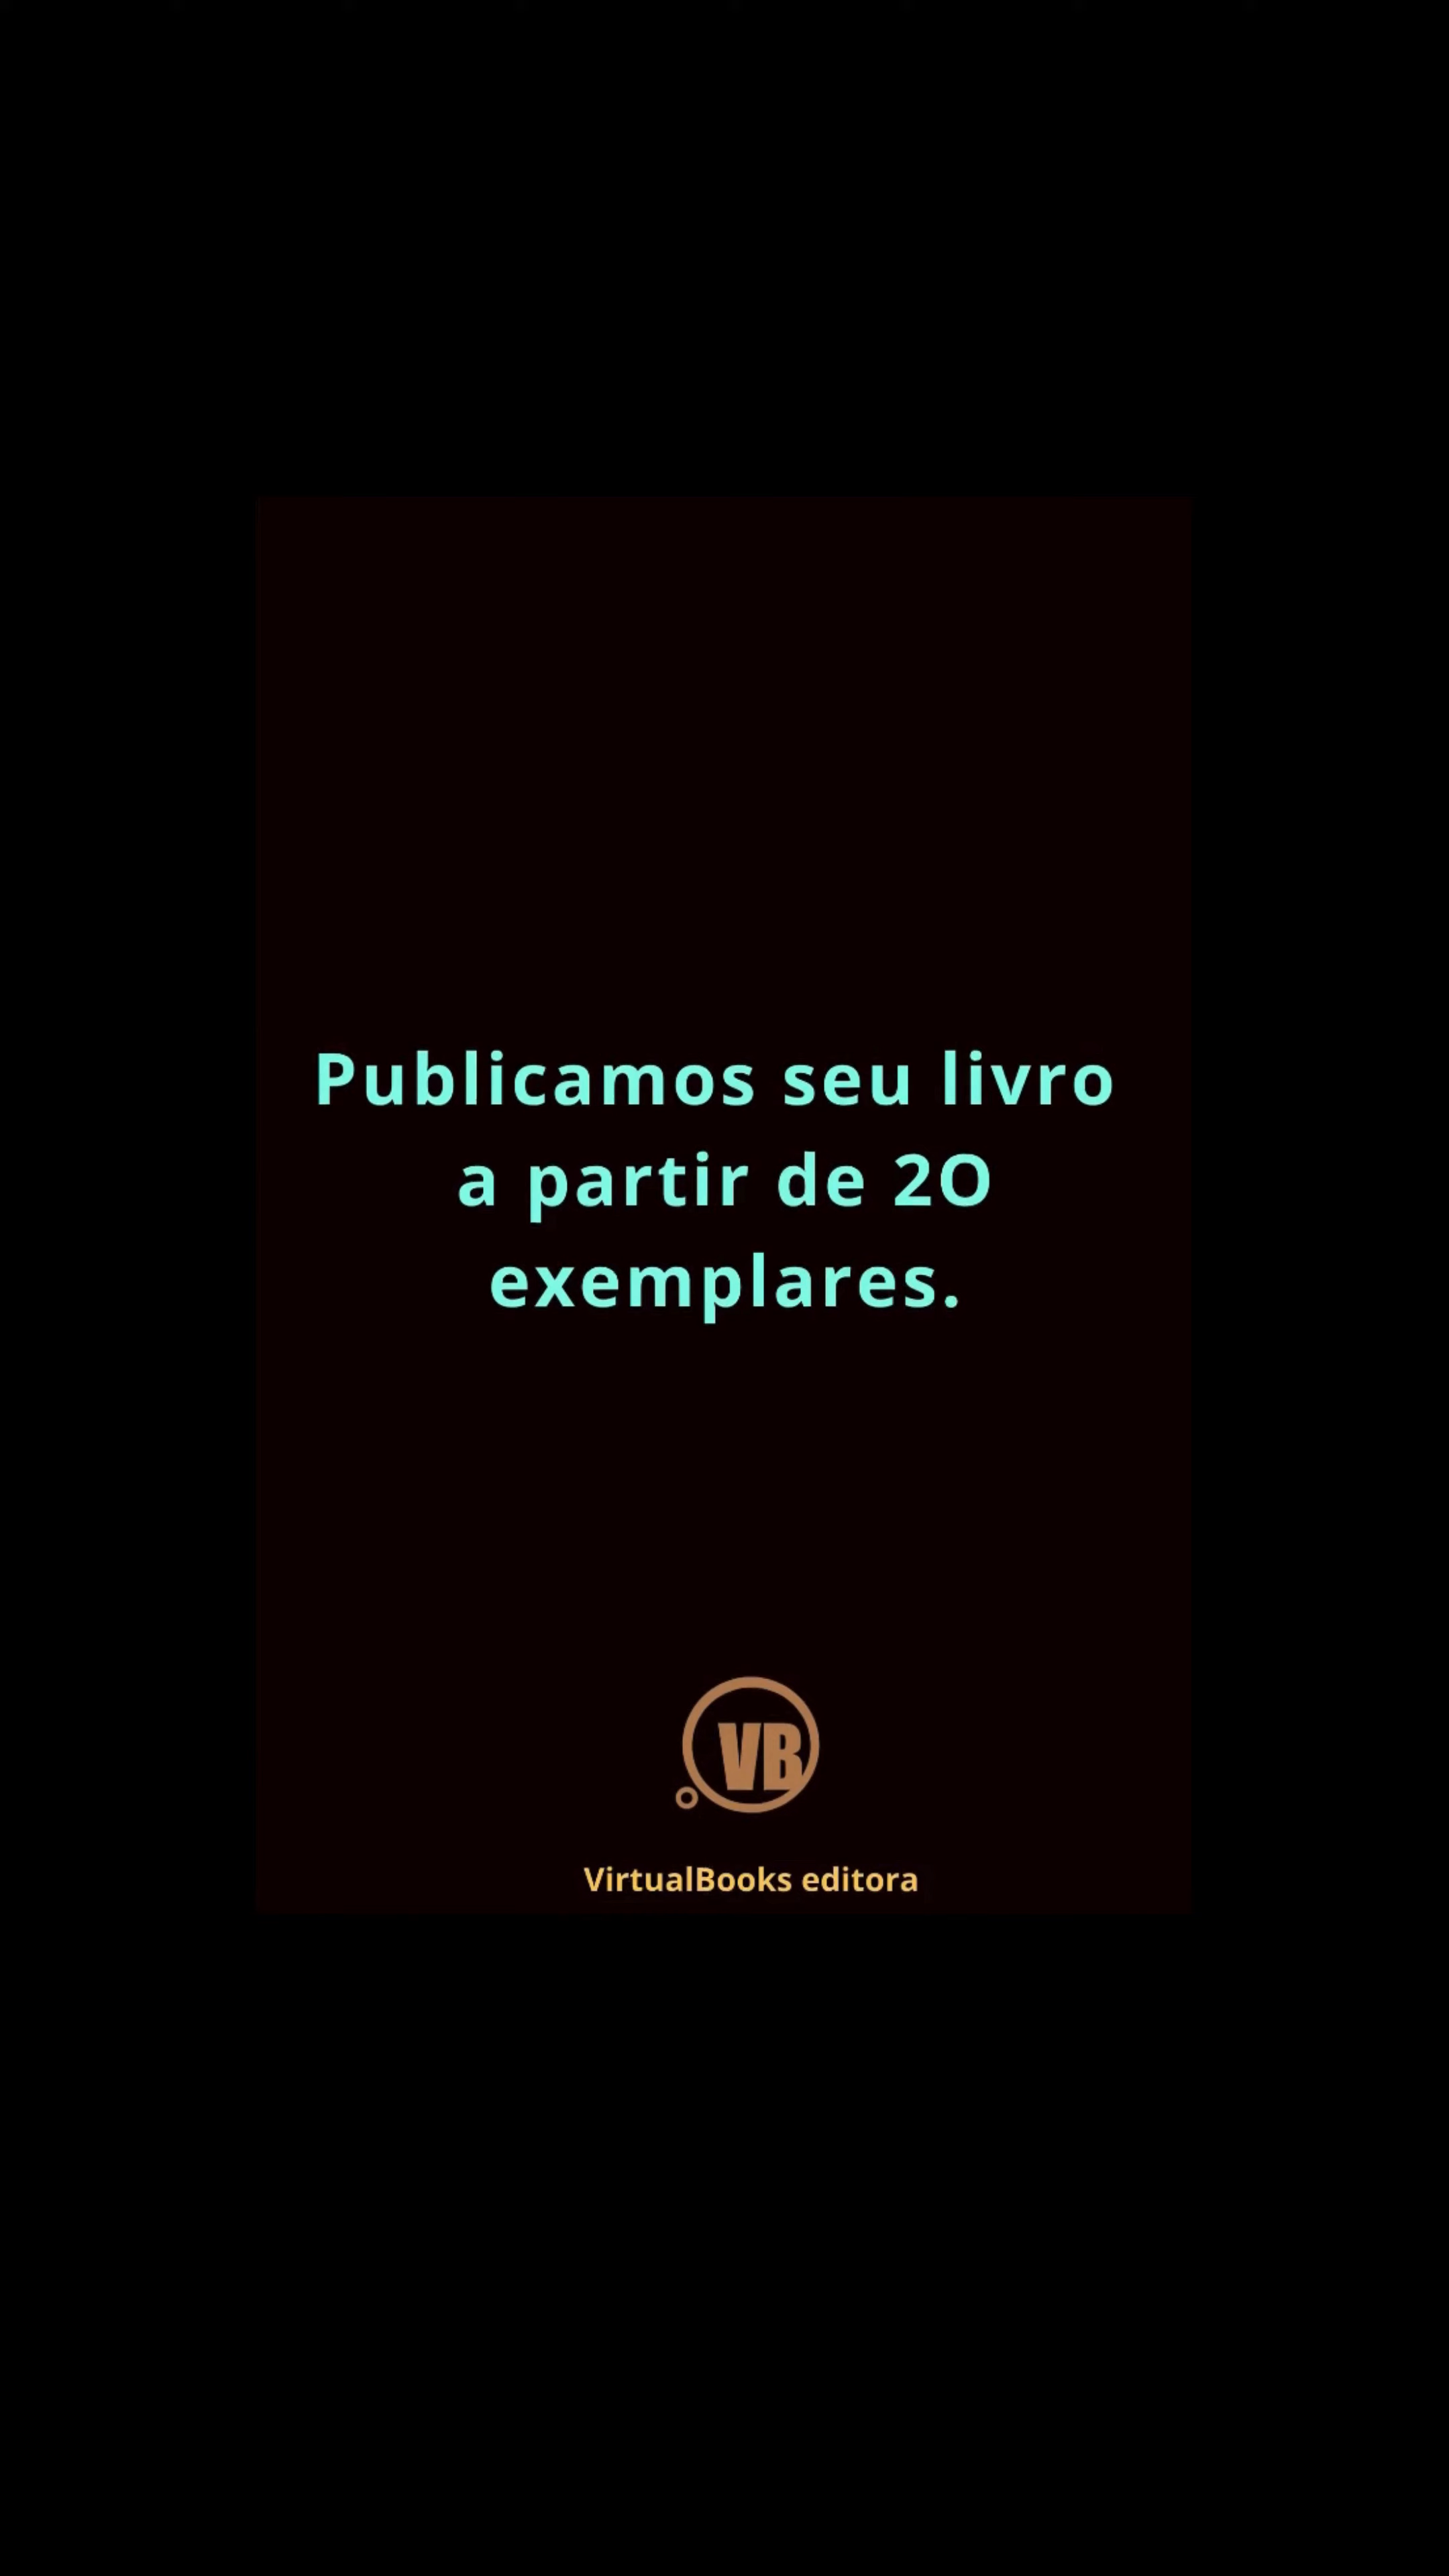 Publicamos seu livro
a partir de 2O
exemplares.
VB
VirtualBooks editora